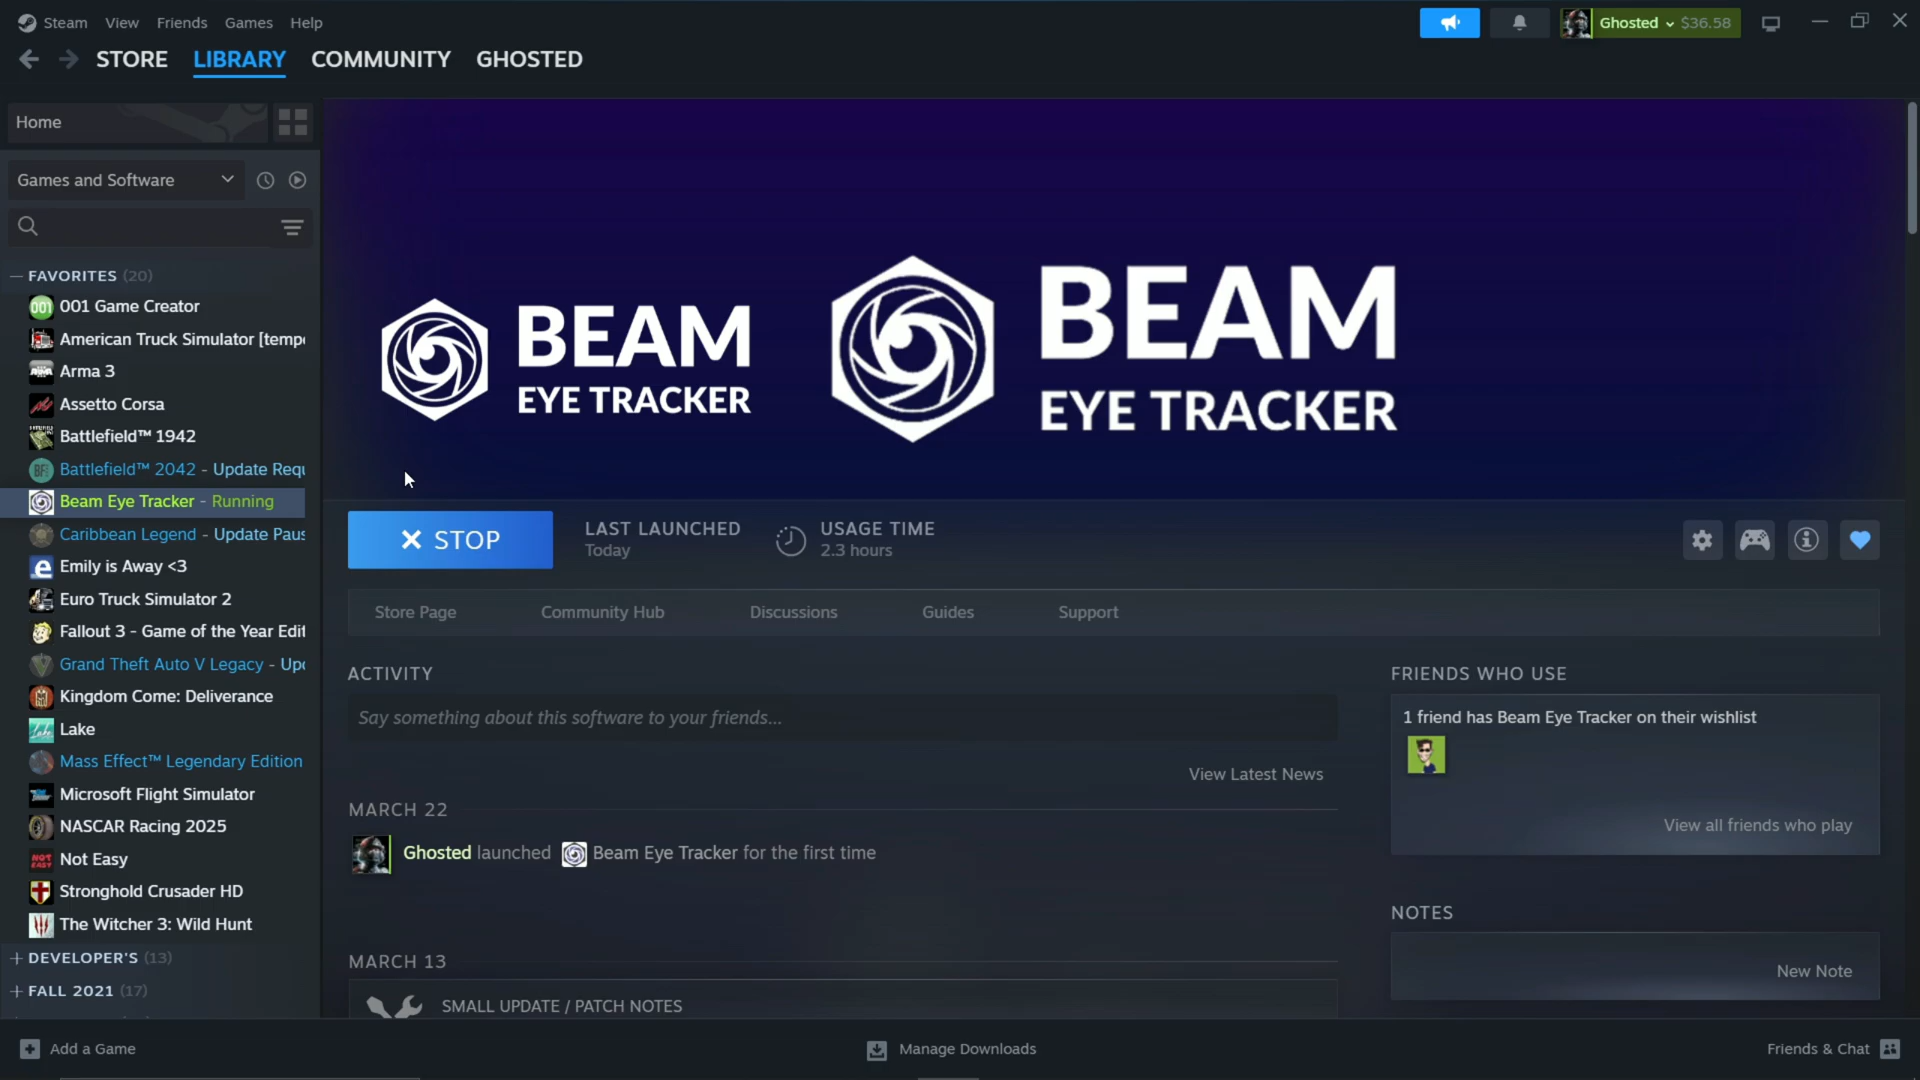 Steam View Friends Games Help
Ghosted $36.58
STORE LIBRARY COMMUNITY GHOSTED
Home
Games and Software
FAVORITES (20)
001 Game Creator
American Truck Simulator [temp
Arma 3
Assetto Corsa
Battlefield™ 1942
Battlefield™ 2042 - Update Requ
Beam Eye Tracker - Running
Caribbean Legend - Update Paus
Emily is Away <3
Euro Truck Simulator 2
Fallout 3 - Game of the Year Edit
Grand Theft Auto V Legacy - Upd
Kingdom Come: Deliverance
Lake
Mass Effect™ Legendary Edition
Microsoft Flight Simulator
NASCAR Racing 2025
Not Easy
Stronghold Crusader HD
The Witcher 3: Wild Hunt
DEVELOPER'S (13)
FALL 2021 (17)
BEAM
EYE TRACKER
BEAM
EYE TRACKER
STOP
LAST LAUNCHED
Today
USAGE TIME
2.3 hours
Store Page Community Hub Discussions Guides Support
ACTIVITY
Say something about this software to your friends...
View Latest News
MARCH 22
Ghosted launched Beam Eye Tracker for the first time
MARCH 13
SMALL UPDATE / PATCH NOTES
FRIENDS WHO USE
1 friend has Beam Eye Tracker on their wishlist
View all friends who play
NOTES
New Note
Add a Game
Manage Downloads
Friends & Chat